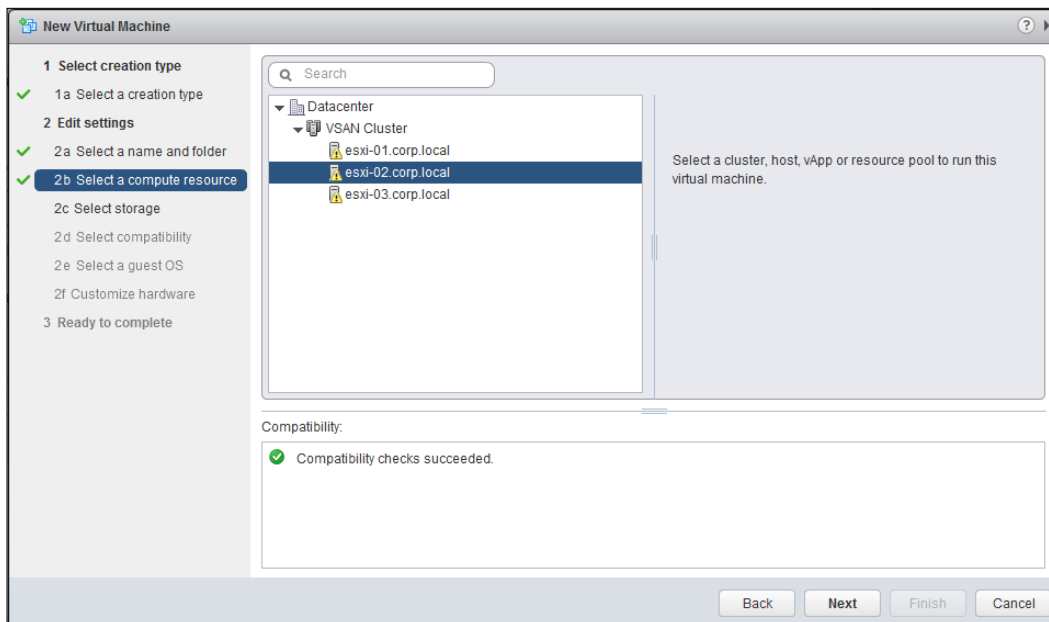 New Virtual Machine
?
1 Select creation type
1a Select a creation type
2 Edit settings
2a Select a name and folder
2b Select a compute resource
2c Select storage
2d Select compatibility
2e Select a guest OS
2f Customize hardware
3 Ready to complete
Search
Datacenter
VSAN Cluster
esxi-01.corp.local
esxi-02.corp.local
esxi-03.corp.local
Select a cluster, host, vApp or resource pool to run this
virtual machine.
Compatibility:
Compatibility checks succeeded.
Back Next Finish Cancel